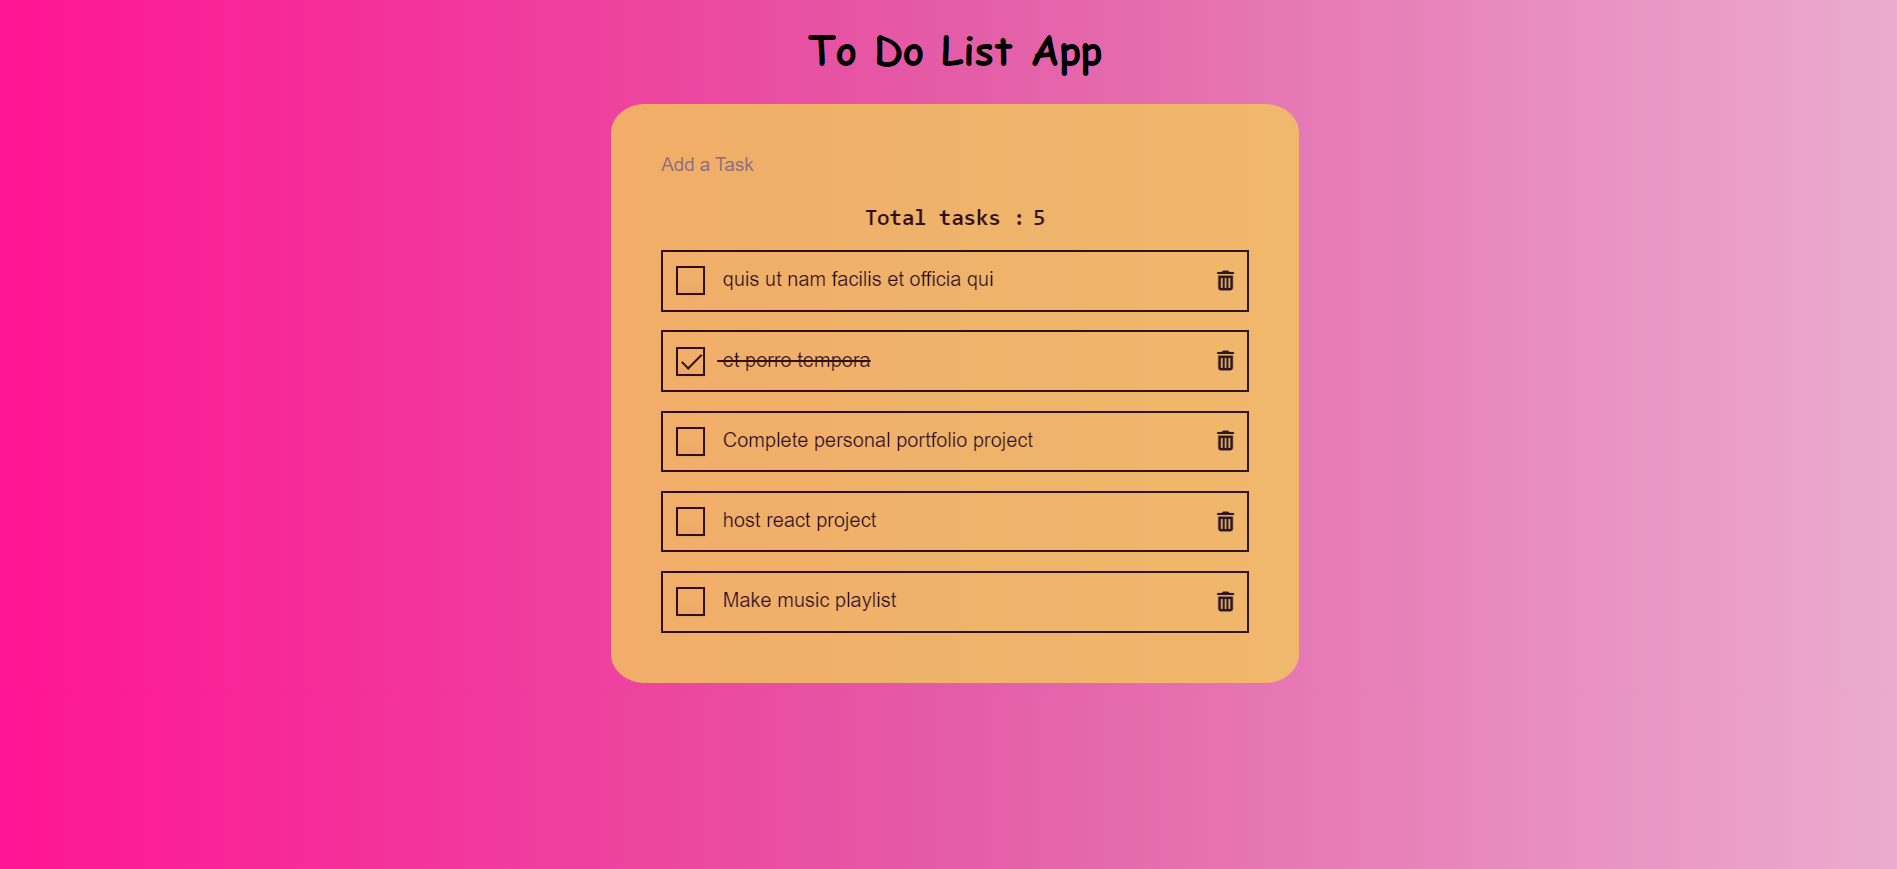 To Do List App
Add a Task
Total tasks : 5
quis ut nam facilis et officia qui
et porro tempora
Complete personal portfolio project
host react project
Make music playlist